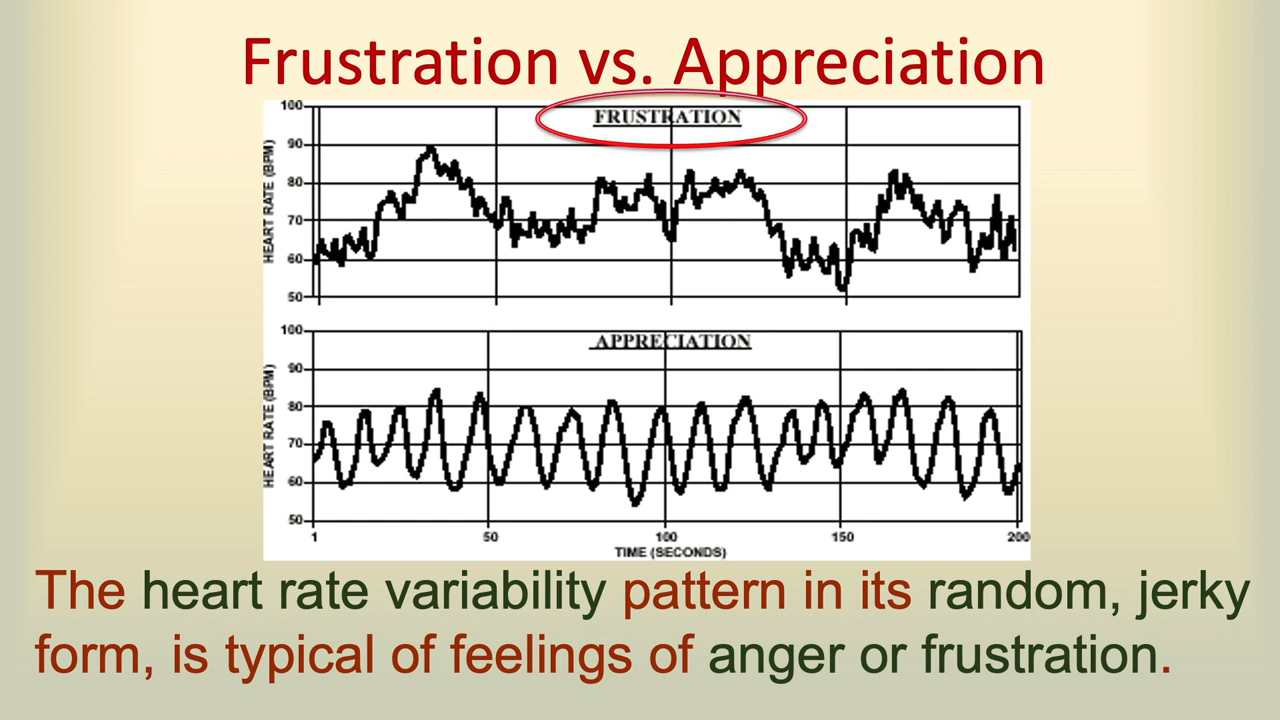 Frustration vs. Appreciation
FRUSTRATION
HEART RATE (BPM)
100
90
80
70
60
50
APPRECIATION
HEART RATE (BPM)
100
90
80
70
60
50
1 50 100 150 200
TIME (SECONDS)
The heart rate variability pattern in its random, jerky
form, is typical of feelings of anger or frustration.